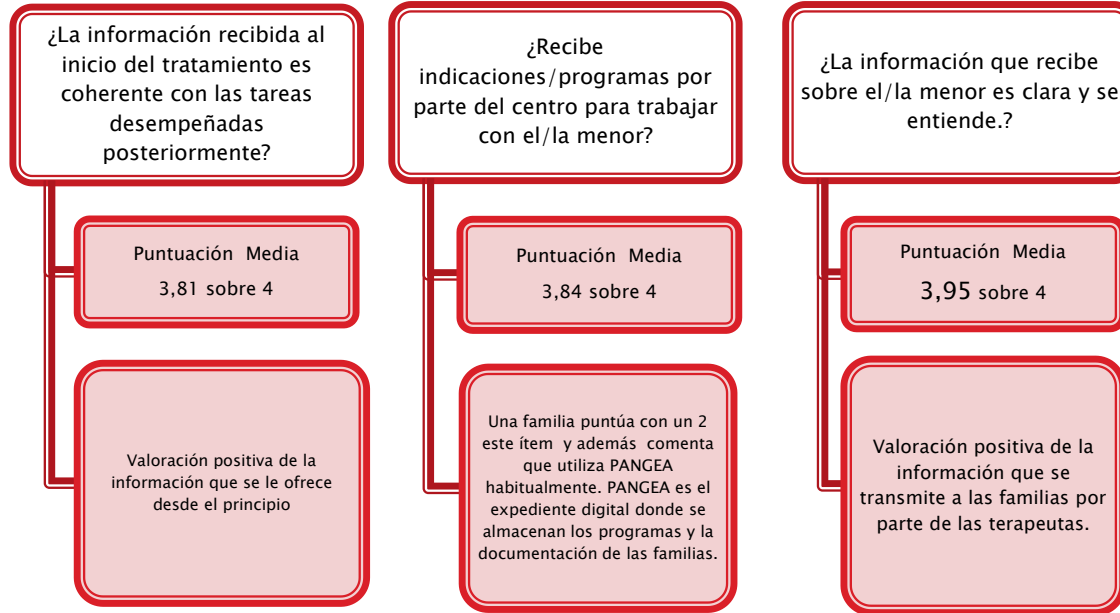 ¿La información recibida al
inicio del tratamiento es
coherente con las tareas
desempeñadas
posteriormente?
Puntuación Media
3,81 sobre 4
Valoración positiva de la
información que se le ofrece
desde el principio
¿Recibe
indicaciones/programas por
parte del centro para trabajar
con el/la menor?
Puntuación Media
3,84 sobre 4
Una familia puntúa con un 2
este ítem y además comenta
que utiliza PANGEA
habitualmente. PANGEA es el
expediente digital donde se
almacenan los programas y la
documentación de las familias.
¿La información que recibe
sobre el/la menor es clara y se
entiende.?
Puntuación Media
3,95 sobre 4
Valoración positiva de la
información que se
transmite a las familias por
parte de las terapeutas.